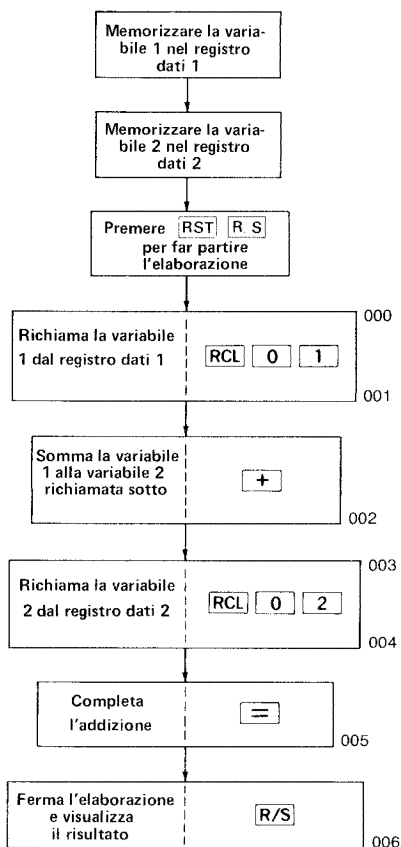 Memorizzare la varia-
bile 1 nel registro
dati 1
Memorizzare la varia-
bile 2 nel registro
dati 2
Premere RST R S
per far partire
l'elaborazione
000
Richiama la variabile
1 dal registro dati 1
RCL 0 1
001
Somma la variabile
1 alla variabile 2
richiamata sotto
+
002
003
Richiama la variabile
2 dal registro dati 2
RCL 0 2
004
Completa
l'addizione
=
005
Ferma l'elaborazione
e visualizza
il risultato
R/S
006